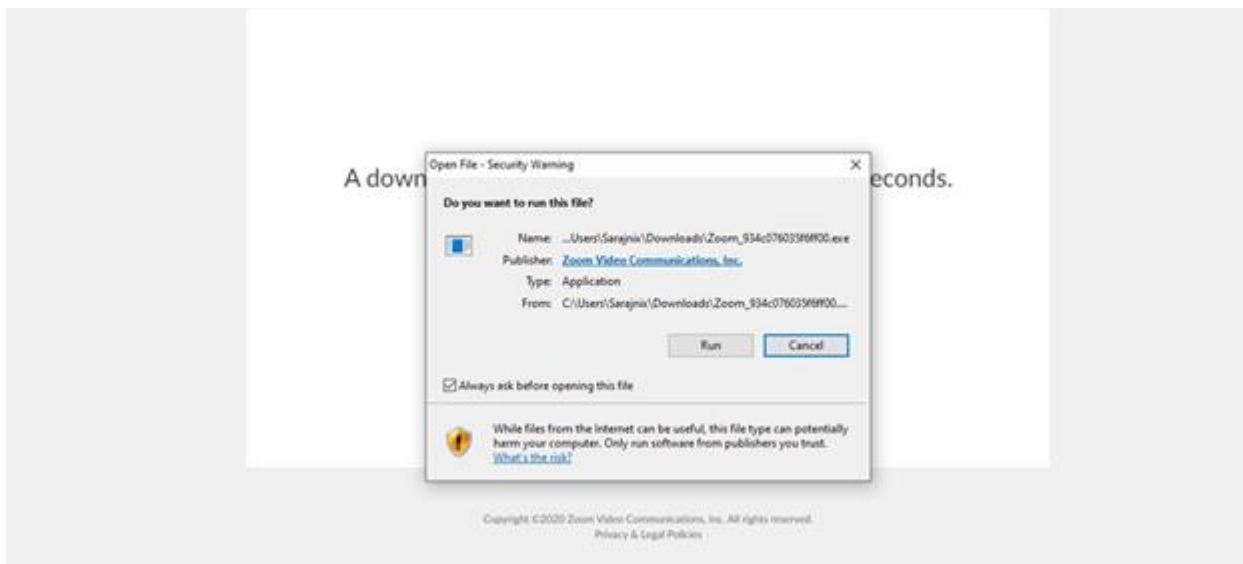 Open File - Security Warning
A down
econds.
Do you want to run this file?
Name: ...Users\Sarajnix\Downloads\Zoom_934c076035f6ff00.exe
Publisher: Zoom Video Communications, Inc.
Type: Application
From: C:\Users\Sarajnix\Downloads\Zoom_934c076035f6ff00....
Run
Cancel
Always ask before opening this file
While files from the Internet can be useful, this file type can potentially
harm your computer. Only run software from publishers you trust.
What's the risk?
Copyright ©2020 Zoom Video Communications, Inc. All rights reserved.
Privacy & Legal Policies